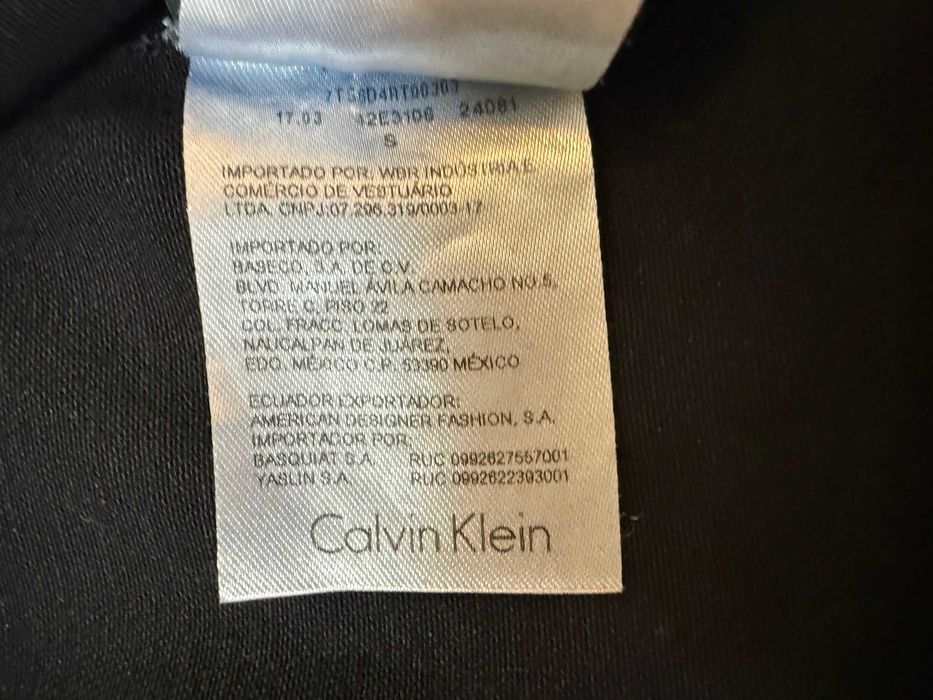 17.03 42E3106 24081
S
IMPORTADO POR: WBR INDÚSTRIA E
COMÉRCIO DE VESTUÁRIO
LTDA. CNPJ:07.296.319/0003-17
IMPORTADO POR:
BASECO, S.A. DE C.V.
BLVD. MANUEL ÁVILA CAMACHO NO.5,
TORRE C, PISO 22
COL. FRACC. LOMAS DE SOTELO,
NAUCALPAN DE JUÁREZ,
EDO. MÉXICO C.P. 53390 MÉXICO
ECUADOR EXPORTADOR:
AMERICAN DESIGNER FASHION, S.A.
IMPORTADOR POR:
BASQUIAT S.A. RUC 0992627557001
YASLIN S.A. RUC 0992622393001
Calvin Klein